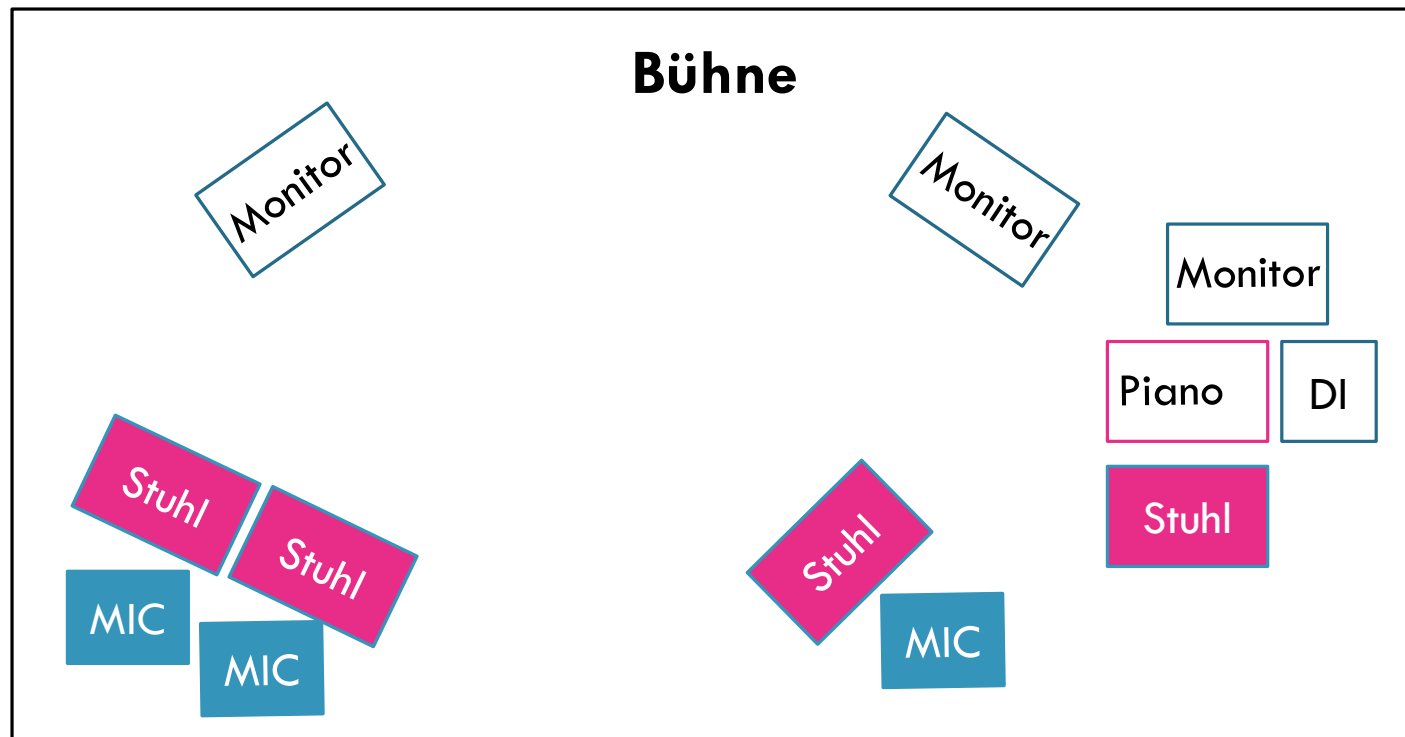 Bühne
Monitor
Monitor
Monitor
Piano
DI
Stuhl
Stuhl
Stuhl
Stuhl
MIC
MIC
MIC